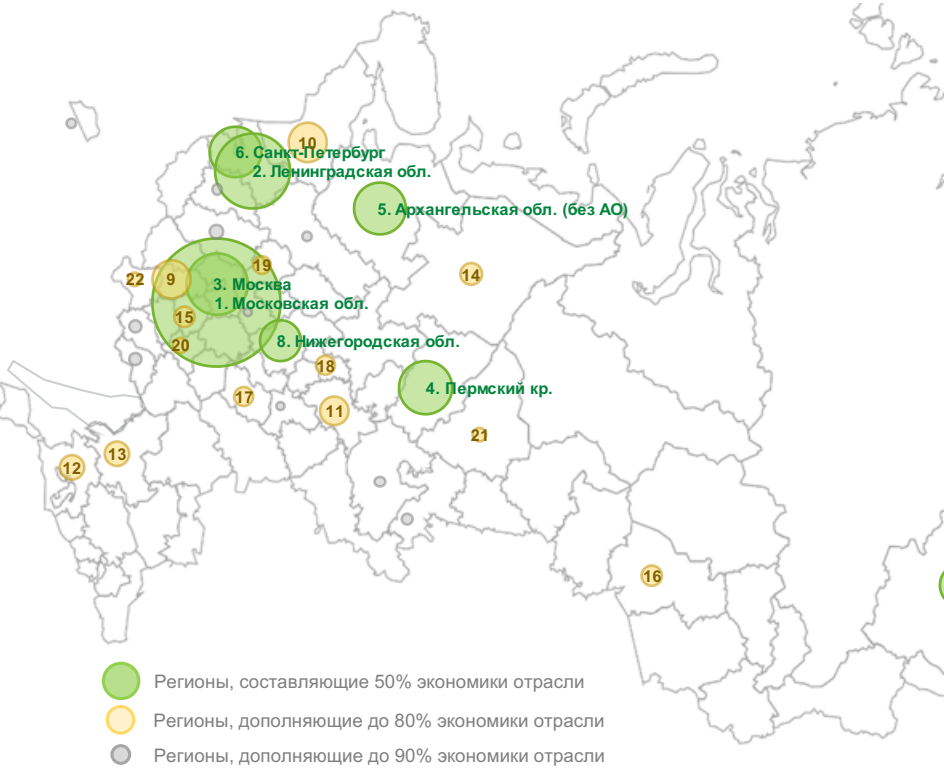 10
6. Санкт-Петербург
2. Ленинградская обл.
5. Архангельская обл. (без АО)
19
14
22
9
3. Москва
1. Московская обл.
15
8. Нижегородская обл.
20
18
4. Пермский кр.
17
11
21
13
12
16
Регионы, составляющие 50% экономики отрасли
Регионы, дополняющие до 80% экономики отрасли
Регионы, дополняющие до 90% экономики отрасли